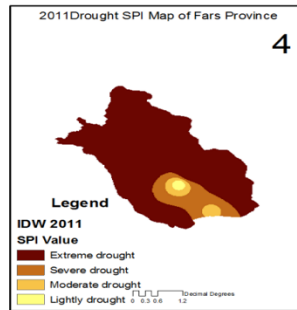 2011Drought SPI Map of Fars Province
4
Legend
IDW 2011
SPI Value
Extreme drought
Severe drought
Moderate drought
Lightly drought
Decimal Degrees
0 0.3 0.6 1.2